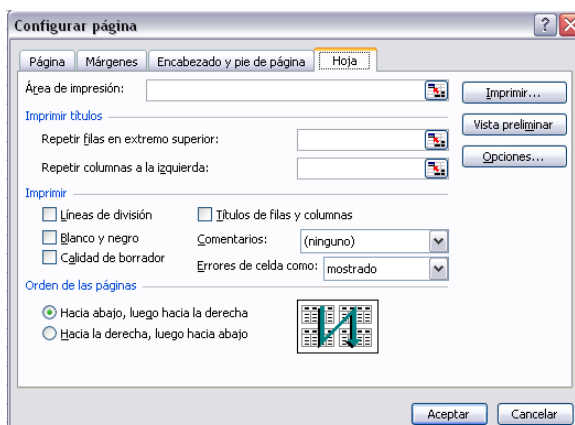 Configurar página
Página Márgenes Encabezado y pie de página Hoja
Área de impresión:
Imprimir...
Imprimir títulos
Vista preliminar
Repetir filas en extremo superior:
Opciones...
Repetir columnas a la izquierda:
Imprimir
Líneas de división Títulos de filas y columnas
Blanco y negro Comentarios: (ninguno)
Calidad de borrador Errores de celda como: mostrado
Orden de las páginas
Hacia abajo, luego hacia la derecha
Hacia la derecha, luego hacia abajo
Aceptar Cancelar